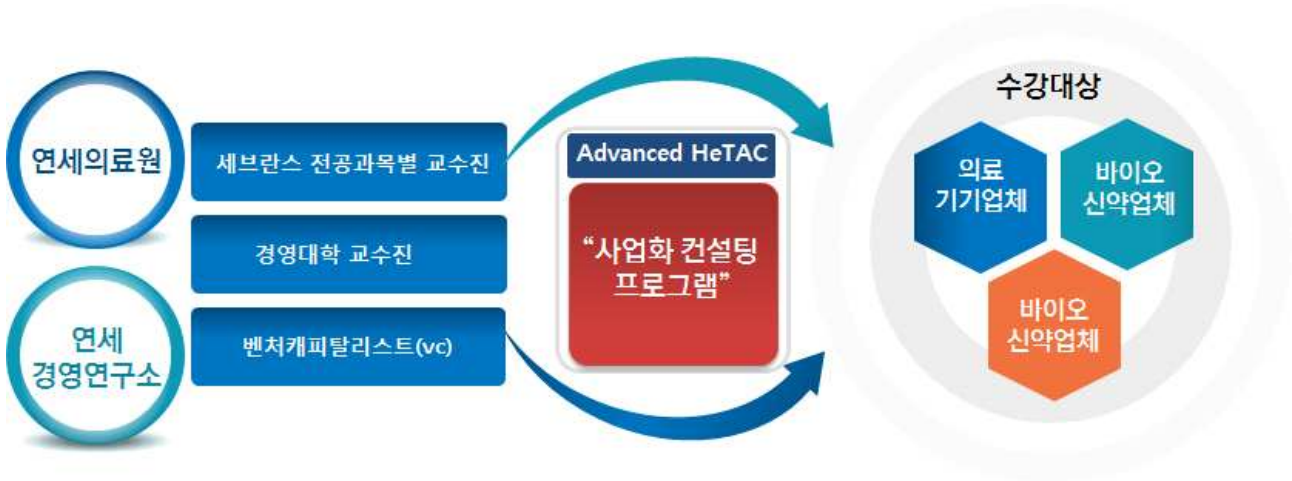 연세의료원
연세
경영연구소
세브란스 전공과목별 교수진
경영대학 교수진
벤처캐피탈리스트(vc)
Advanced HeTAC
“사업화 컨설팅
프로그램”
수강대상
의료
기기업체
바이오
신약업체
바이오
신약업체